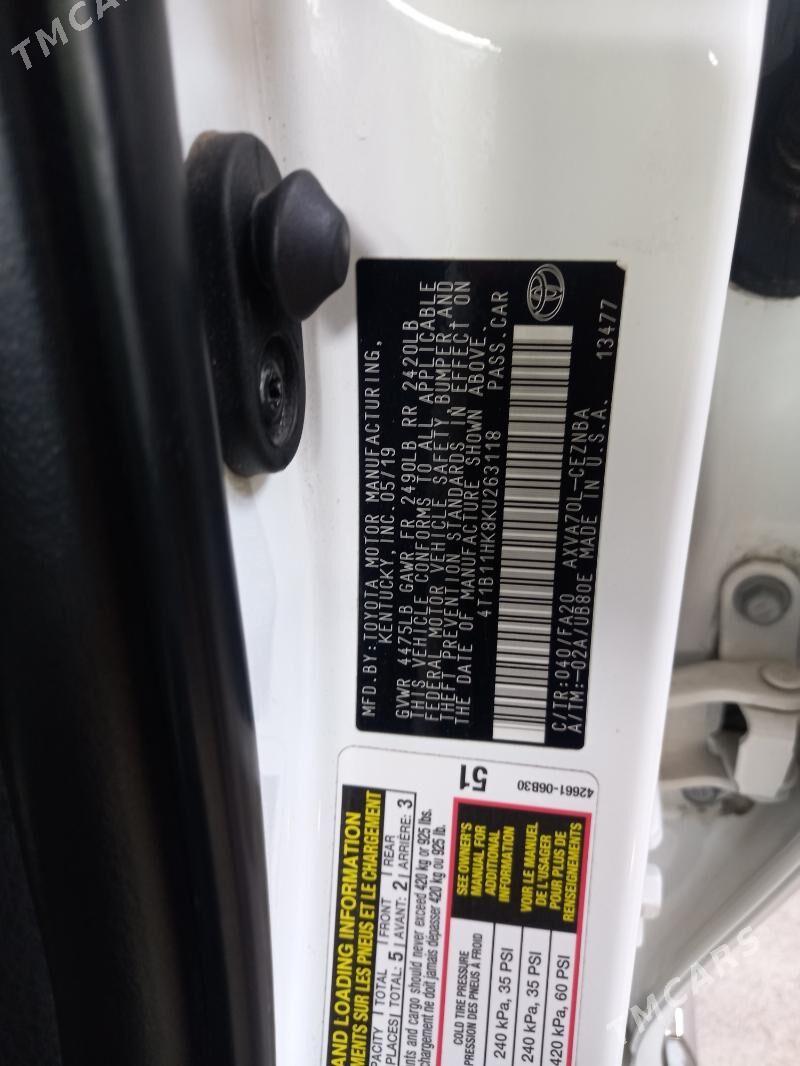 TMCARS
MFD.BY:TOYOTA MOTOR MANUFACTURING,
KENTUCKY, INC. 05/19
GVWR 4475LB GAWR FR 2490LB RR 2420LB
THIS VEHICLE CONFORMS TO ALL APPLICABLE
FEDERAL MOTOR VEHICLE SAFETY BUMPER,AND
THEFT PREVENTION STANDARDS IN EFFECT ON
THE DATE OF MANUFACTURE SHOWN ABOVE.
4T1B11HK8KU263118 PASS.CAR
C/TR:040/FA20 AXVA70L-CEZNBA
A/TM:-02A/UB80E MADE IN U.S.A. 13477
AND LOADING INFORMATION
MENTS SUR LES PNEUS ET LE CHARGEMENT
PACITY | TOTAL | FRONT | REAR
PLACES | TOTAL: 5 | AVANT: 2 | ARRIÈRE: 3
nts and cargo should never exceed 420 kg or 925 lbs.
chargement ne doit jamais dépasser 420 kg ou 925 lb.
51
42661-06B30
COLD TIRE PRESSURE
PRESSION DES PNEUS À FROID
240 kPa, 35 PSI
240 kPa, 35 PSI
420 kPa, 60 PSI
SEE OWNER'S
MANUAL FOR
ADDITIONAL
INFORMATION
VOIR LE MANUEL
DE L'USAGER
POUR PLUS DE
RENSEIGNEMENTS
TMCARS